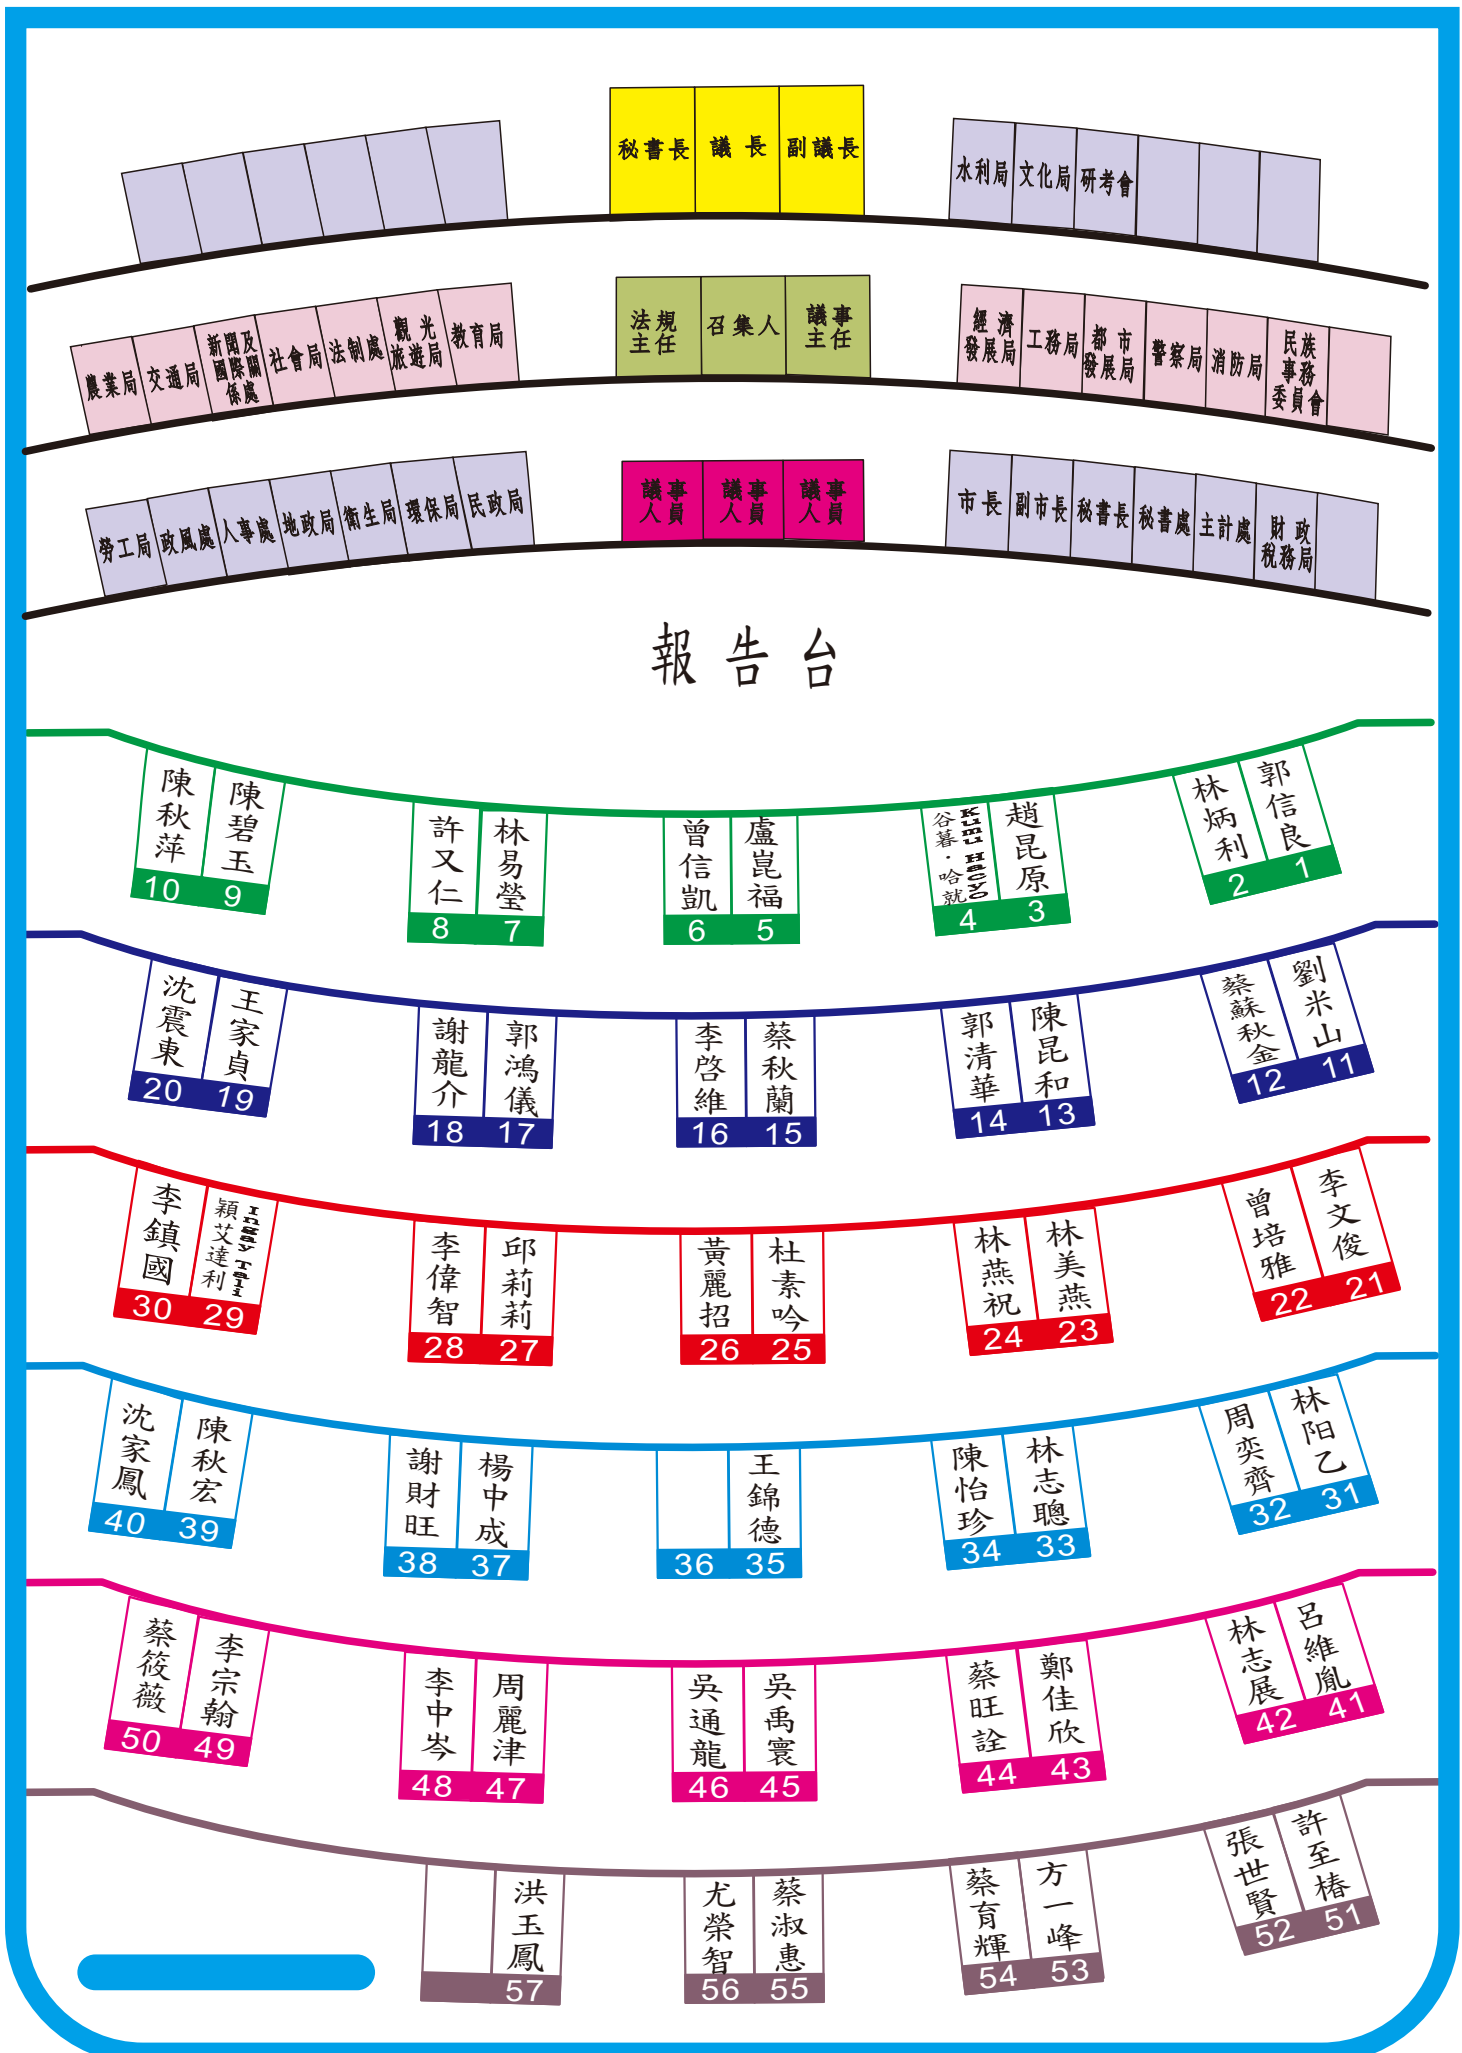 秘書長 議長 副議長
水利局 文化局 研考會
農業局 交通局 新聞及國際關係處 社會局 法制處 觀光旅遊局 教育局
法規主任 召集人 議事主任
經濟發展局 工務局 都市發展局 警察局 消防局 民族事務委員會
勞工局 政風處 人事處 地政局 衛生局 環保局 民政局
議事人員 議事人員 議事人員
市長 副市長 秘書長 秘書處 主計處 財政稅務局
報告台
陳秋萍 陳碧玉 許又仁 林易瑩 曾信凱 盧崑福 谷暮·哈就 Kumu Hacyo 趙昆原 林炳利 郭信良
10 9 8 7 6 5 4 3 2 1
沈震東 王家貞 謝龍介 郭鴻儀 李啓維 蔡秋蘭 郭清華 陳昆和 蔡蘇秋金 劉米山
20 19 18 17 16 15 14 13 12 11
李鎮國 穎艾達利 Ingay Tali 李偉智 邱莉莉 黃麗招 杜素吟 林燕祝 林美燕 曾培雅 李文俊
30 29 28 27 26 25 24 23 22 21
沈家鳳 陳秋宏 謝財旺 楊中成 王錦德 陳怡珍 林志聰 周奕齊 林阳乙
40 39 38 37 36 35 34 33 32 31
蔡筱薇 李宗翰 李中岑 周麗津 吳通龍 吳禹寰 蔡旺詮 鄭佳欣 林志展 呂維胤
50 49 48 47 46 45 44 43 42 41
洪玉鳳 尤榮智 蔡淑惠 蔡育輝 方一峰 張世賢 許至椿
57 56 55 54 53 52 51